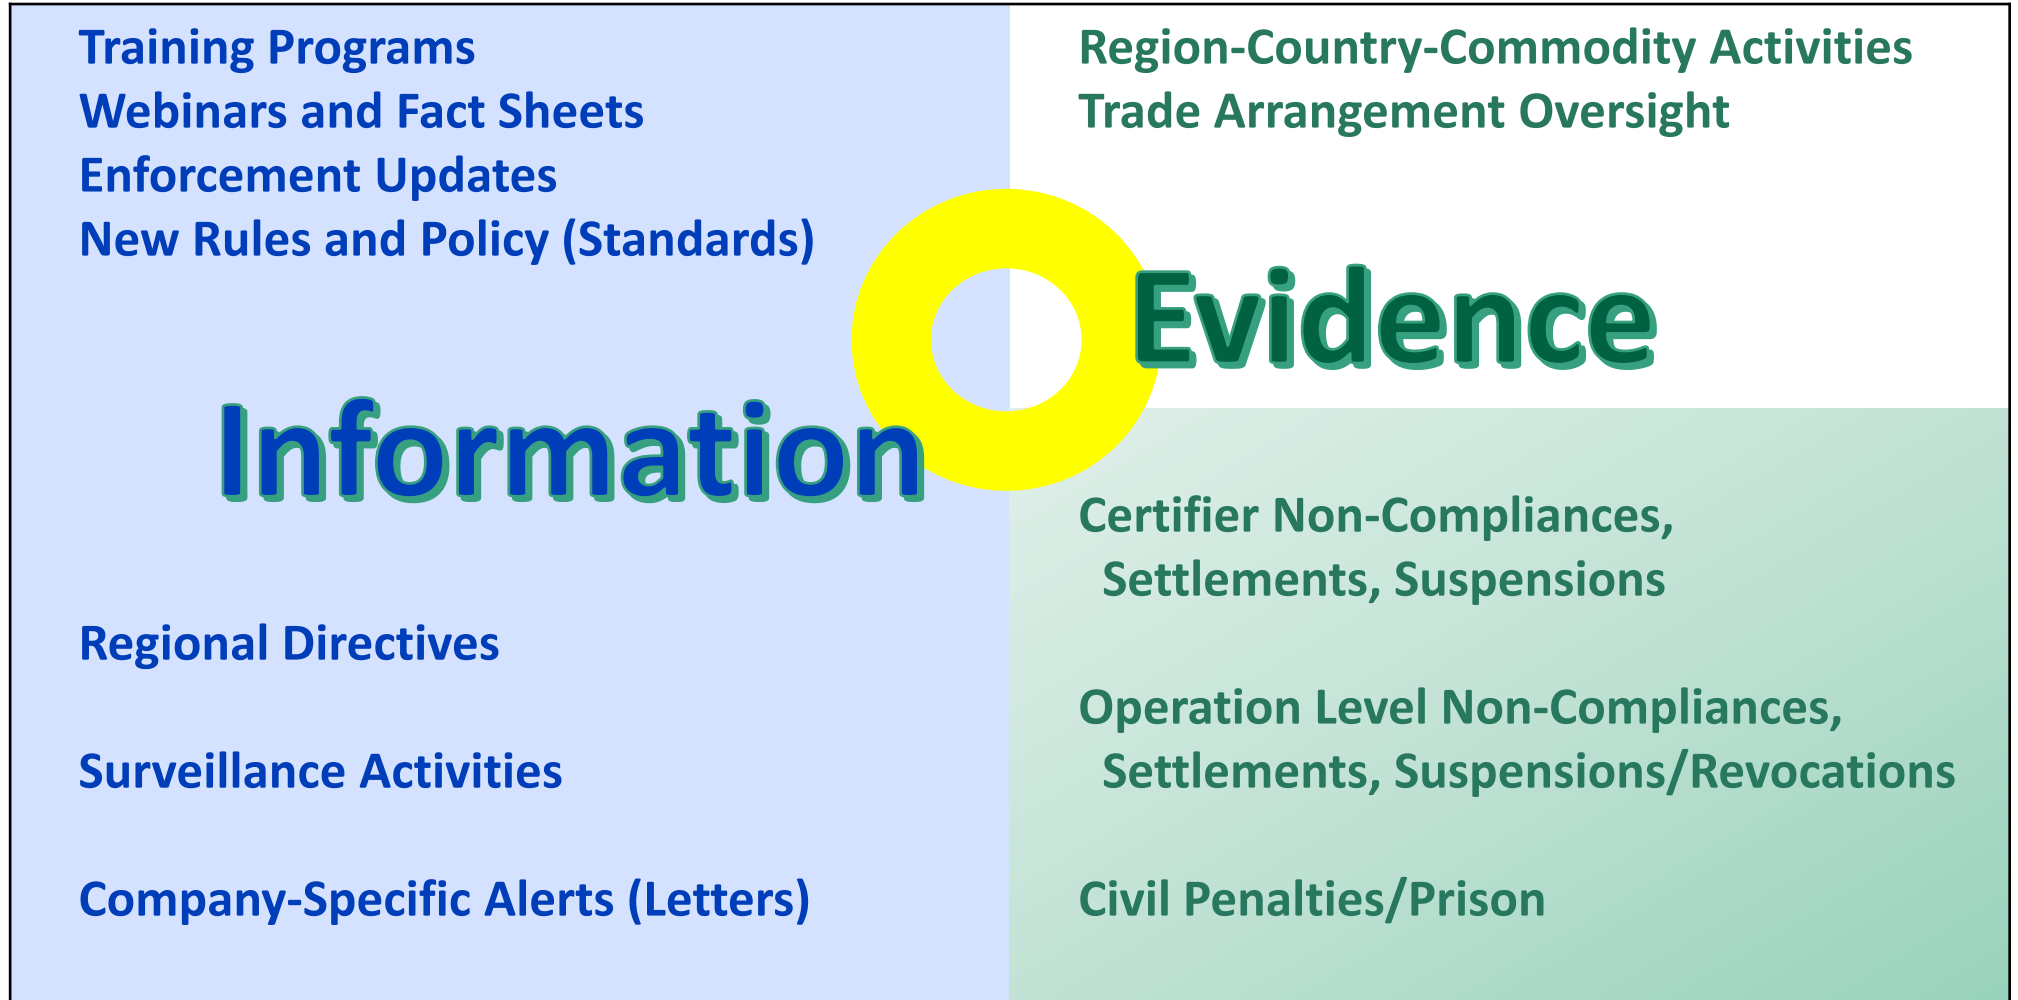 Training Programs
Webinars and Fact Sheets
Enforcement Updates
New Rules and Policy (Standards)
Information
Regional Directives
Surveillance Activities
Company-Specific Alerts (Letters)
Region-Country-Commodity Activities
Trade Arrangement Oversight
Evidence
Certifier Non-Compliances,
Settlements, Suspensions
Operation Level Non-Compliances,
Settlements, Suspensions/Revocations
Civil Penalties/Prison